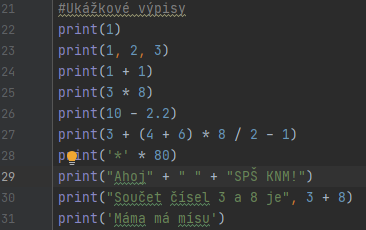 21 #Ukážkové výpisy
22 print(1)
23 print(1, 2, 3)
24 print(1 + 1)
25 print(3 * 8)
26 print(10 - 2.2)
27 print(3 + (4 + 6) * 8 / 2 - 1)
28 print('*' * 80)
29 print("Ahoj" + " " + "SPŠ KNM!")
30 print("Součet čísel 3 a 8 je", 3 + 8)
31 print('Máma má mísu')